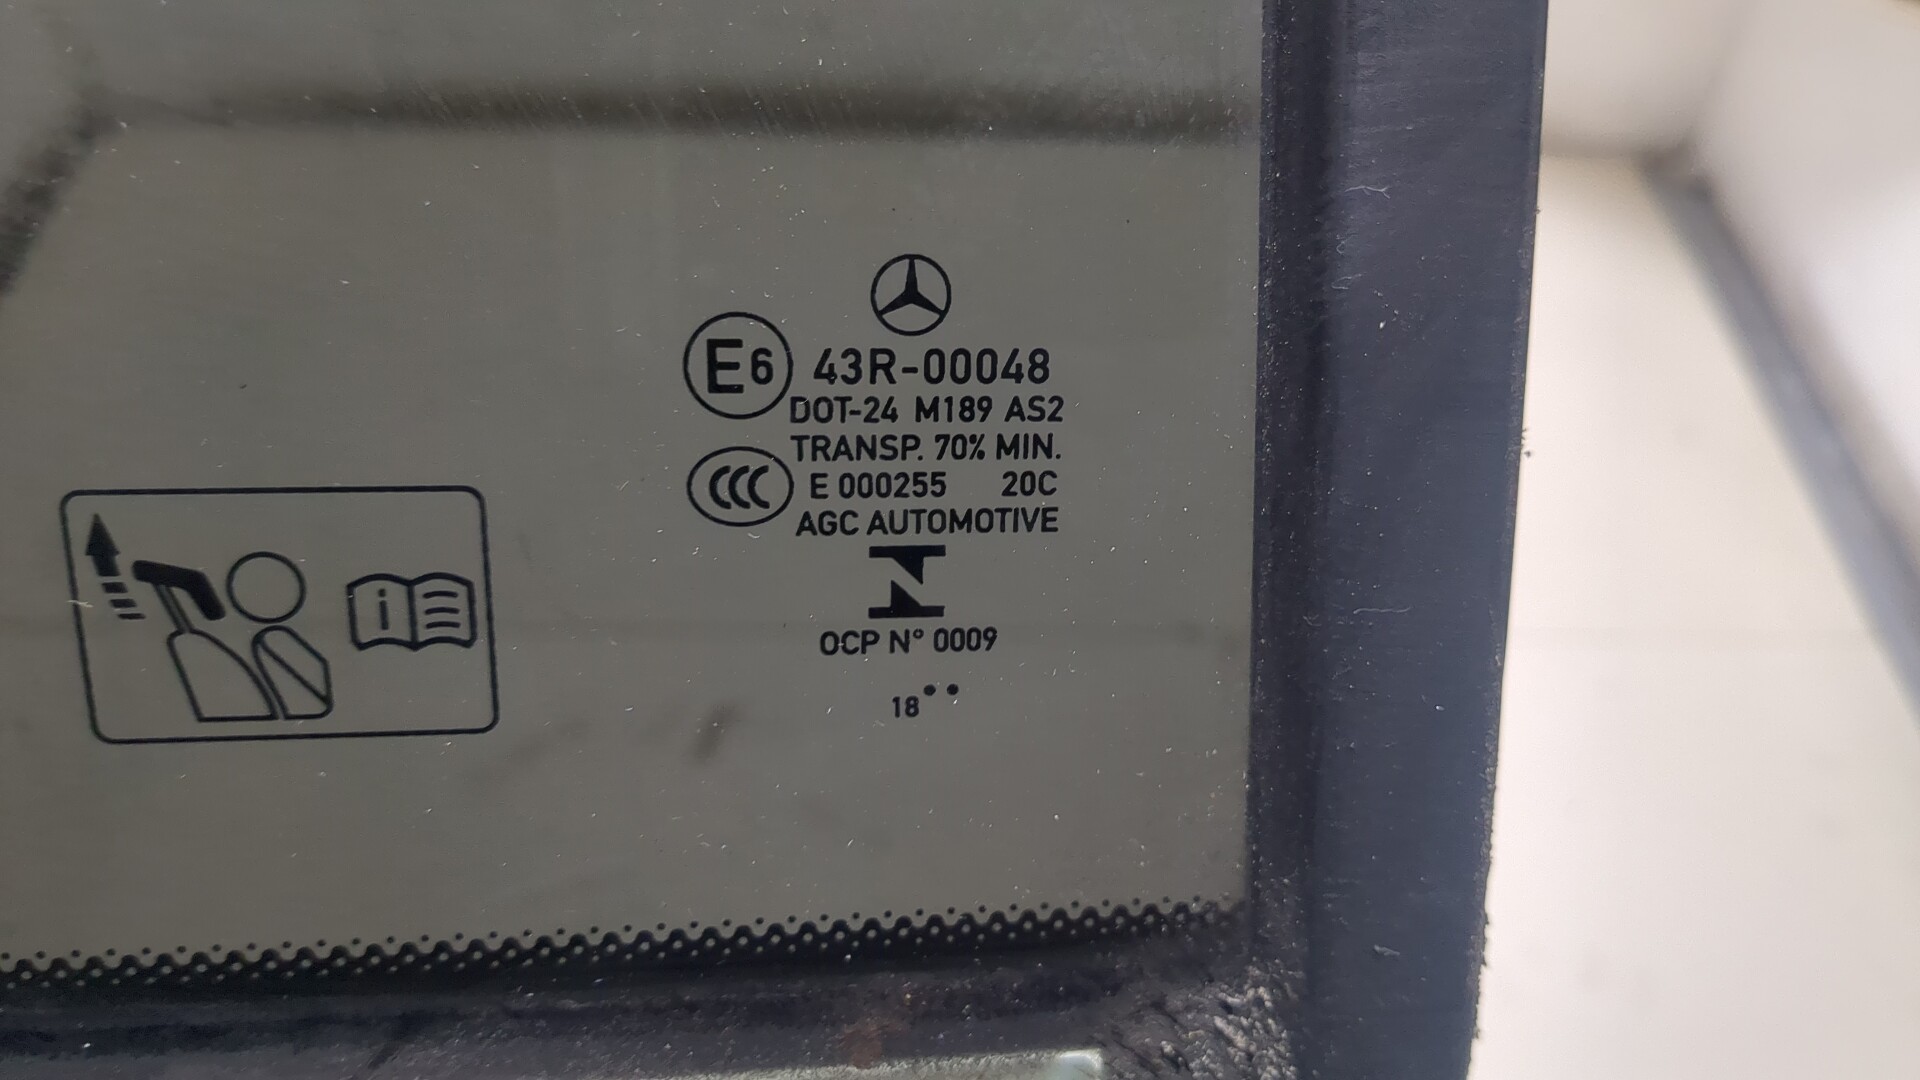 E6 43R-00048
DOT-24 M189 AS2
TRANSP. 70% MIN.
CCC E 000255 20C
AGC AUTOMOTIVE
OCP N° 0009
18••
i